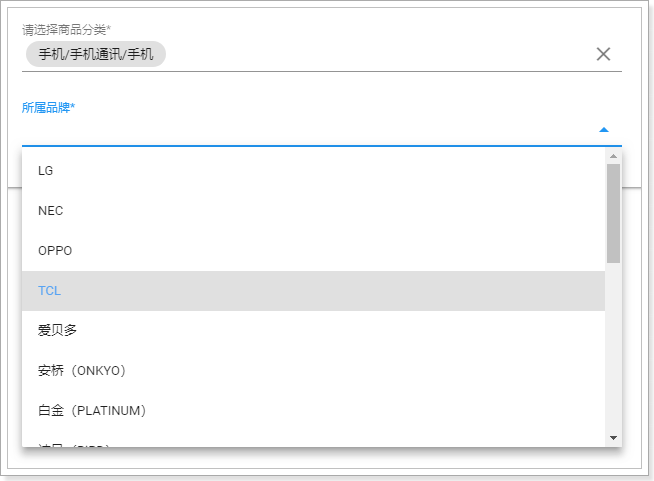 请选择商品分类*
手机/手机通讯/手机
所属品牌*
LG
NEC
OPPO
TCL
爱贝多
安桥（ONKYO）
白金（PLATINUM）